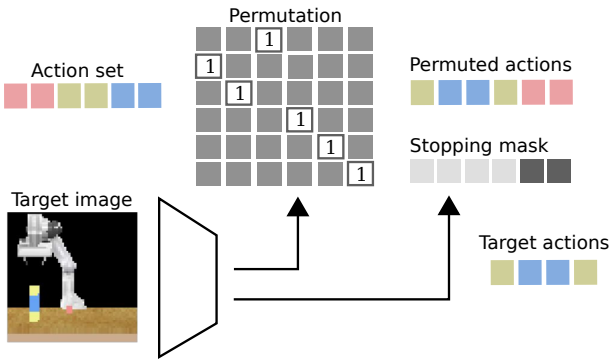 Permutation
Action set
Permuted actions
1
1
1
1
1
1
Stopping mask
Target image
Target actions